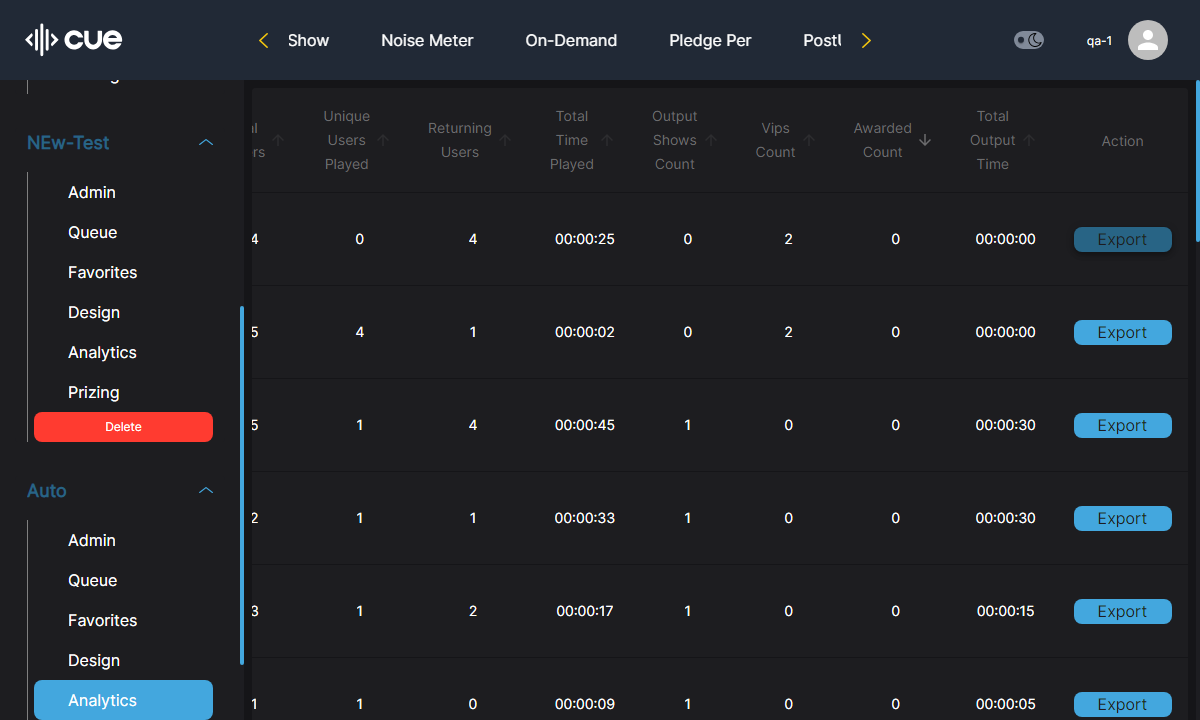 cue
Show
Noise Meter
On-Demand
Pledge Per
qa-1
NEw-Test
Admin
Queue
Favorites
Design
Analytics
Prizing
Delete
Auto
Admin
Queue
Favorites
Design
Analytics
Unique
Users
Played
Returning
Users
Total
Time
Played
Output
Shows
Count
Vips
Count
Awarded
Count
Total
Output
Time
Action
4 0 4 00:00:25 0 2 0 00:00:00 Export
5 4 1 00:00:02 0 2 0 00:00:00 Export
5 1 4 00:00:45 1 0 0 00:00:30 Export
2 1 1 00:00:33 1 0 0 00:00:30 Export
3 1 2 00:00:17 1 0 0 00:00:15 Export
1 1 0 00:00:09 1 0 0 00:00:05 Export